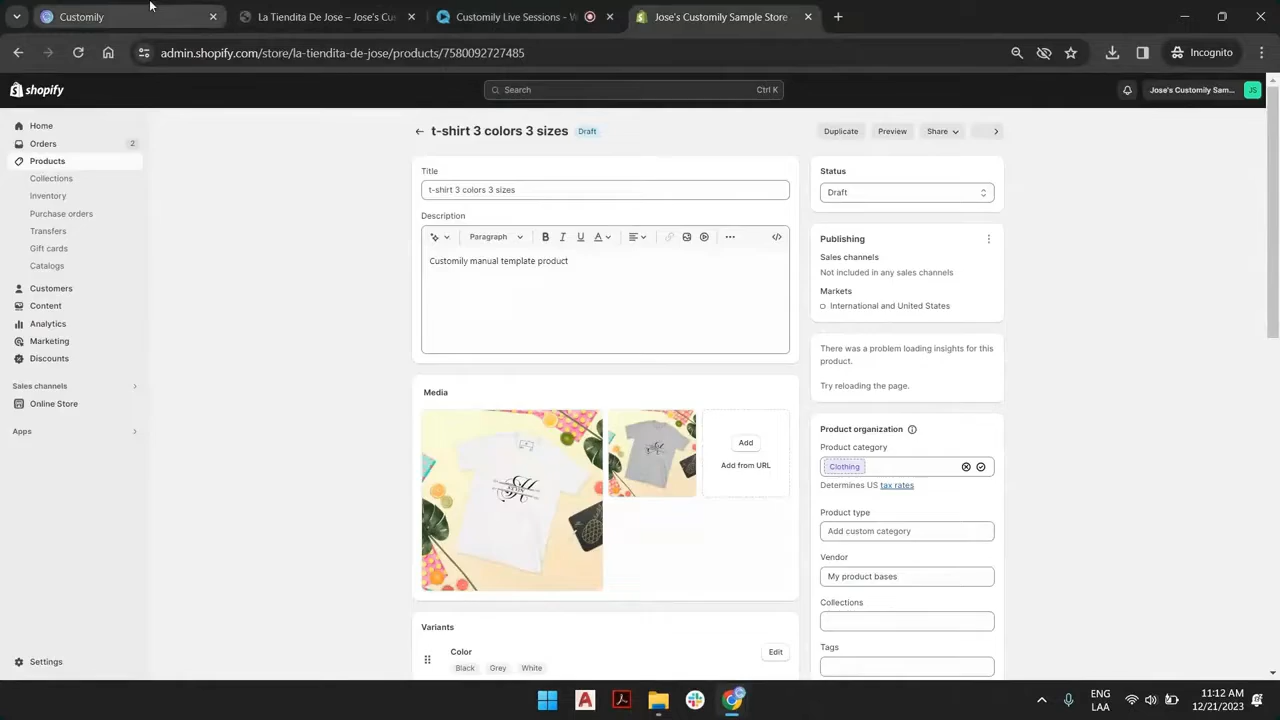 Customily
La Tiendita De Jose – Jose's Cu
Customily Live Sessions - W
Jose's Customily Sample Store
admin.shopify.com/store/la-tiendita-de-jose/products/7580092727485
Incognito
shopify
Search
Ctrl K
Jose's Customily Sam...
JS
Home
Orders
2
Products
Collections
Inventory
Purchase orders
Transfers
Gift cards
Catalogs
Customers
Content
Analytics
Marketing
Discounts
Sales channels
Online Store
Apps
Settings
t-shirt 3 colors 3 sizes
Draft
Duplicate
Preview
Share
Title
t-shirt 3 colors 3 sizes
Description
Paragraph
B I U A
Customily manual template product
Media
Add
Add from URL
Variants
Color
Edit
Black
Grey
White
Status
Draft
Publishing
Sales channels
Not included in any sales channels
Markets
International and United States
There was a problem loading insights for this
product.
Try reloading the page.
Product organization
Product category
Clothing
Determines US tax rates
Product type
Add custom category
Vendor
My product bases
Collections
Tags
ENG
LAA
11:12 AM
12/21/2023